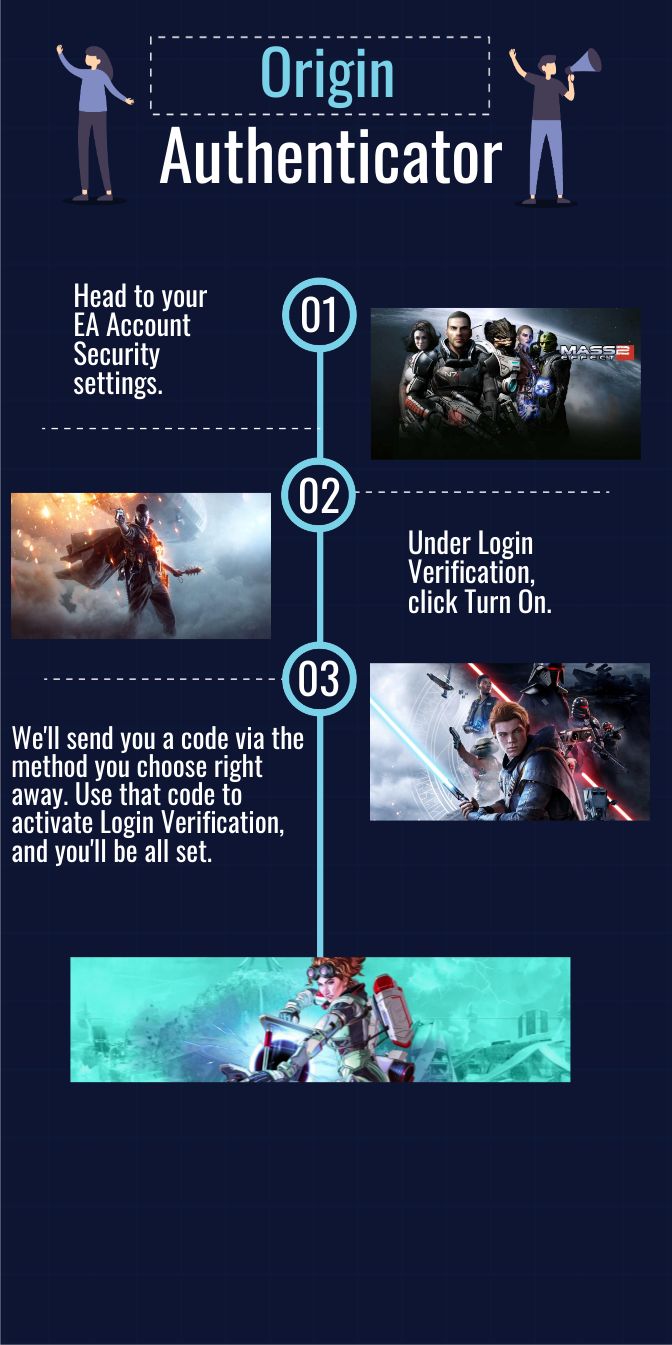 Origin
Authenticator
Head to your
EA Account
Security
settings.
01
MASS 2
EFFECT
02
Under Login
Verification,
click Turn On.
03
We'll send you a code via the
method you choose right
away. Use that code to
activate Login Verification,
and you'll be all set.